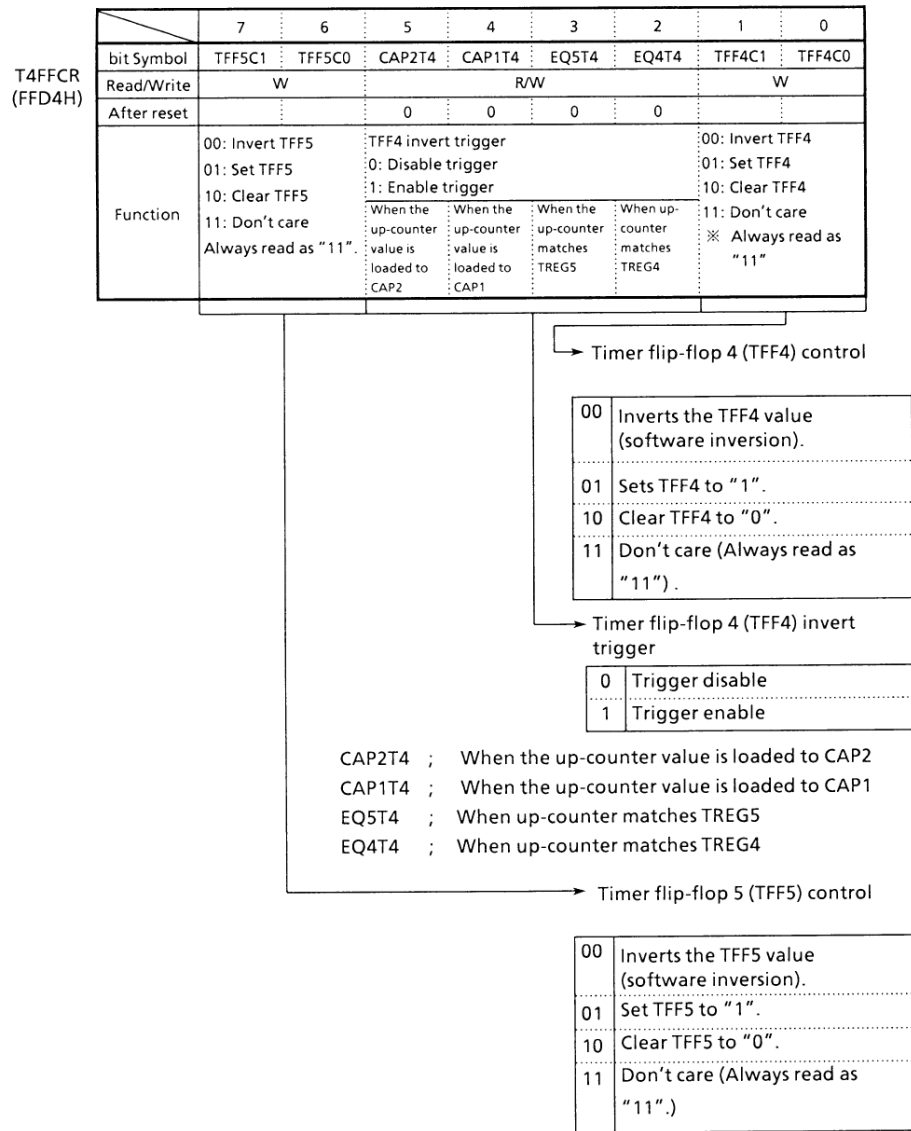 7 6 5 4 3 2 1 0
T4FFCR
(FFD4H)
bit Symbol TFF5C1 TFF5C0 CAP2T4 CAP1T4 EQ5T4 EQ4T4 TFF4C1 TFF4C0
Read/Write W R/W W
After reset 0 0 0 0
Function
00: Invert TFF5
01: Set TFF5
10: Clear TFF5
11: Don't care
Always read as "11".
TFF4 invert trigger
0: Disable trigger
1: Enable trigger
When the
up-counter
value is
loaded to
CAP2
When the
up-counter
value is
loaded to
CAP1
When the
up-counter
matches
TREG5
When up-
counter
matches
TREG4
00: Invert TFF4
01: Set TFF4
10: Clear TFF4
11: Don't care
※ Always read as
"11"
Timer flip-flop 4 (TFF4) control
00 Inverts the TFF4 value
(software inversion).
01 Sets TFF4 to "1".
10 Clear TFF4 to "0".
11 Don't care (Always read as
"11") .
Timer flip-flop 4 (TFF4) invert
trigger
0 Trigger disable
1 Trigger enable
CAP2T4 ; When the up-counter value is loaded to CAP2
CAP1T4 ; When the up-counter value is loaded to CAP1
EQ5T4 ; When up-counter matches TREG5
EQ4T4 ; When up-counter matches TREG4
Timer flip-flop 5 (TFF5) control
00 Inverts the TFF5 value
(software inversion).
01 Set TFF5 to "1".
10 Clear TFF5 to "0".
11 Don't care (Always read as
"11".)